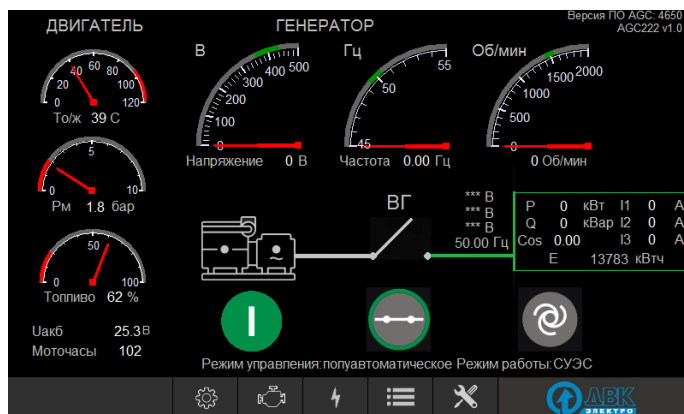 ДВИГАТЕЛЬ
ГЕНЕРАТОР
Версия ПО AGC: 4650
AGC222 v1.0
0 20 40 60 80 100 120
То/ж 39 С
0 5 10
Рм 1.8 бар
0 50 100
Топливо 62 %
Uакб 25.3 В
Моточасы 102
В
0 100 200 300 400 500
Напряжение 0 В
Гц
45 50 55
Частота 0.00 Гц
Об/мин
0 500 1000 1500 2000
0 Об/мин
ВГ
*** В
*** В
*** В
50.00 Гц
P 0 кВт I1 0 А
Q 0 кВар I2 0 А
Cos 0.00 I3 0 А
E 13783 кВтч
Режим управления: полуавтоматическое Режим работы: СУЭС
АВК
ЭЛЕКТРО